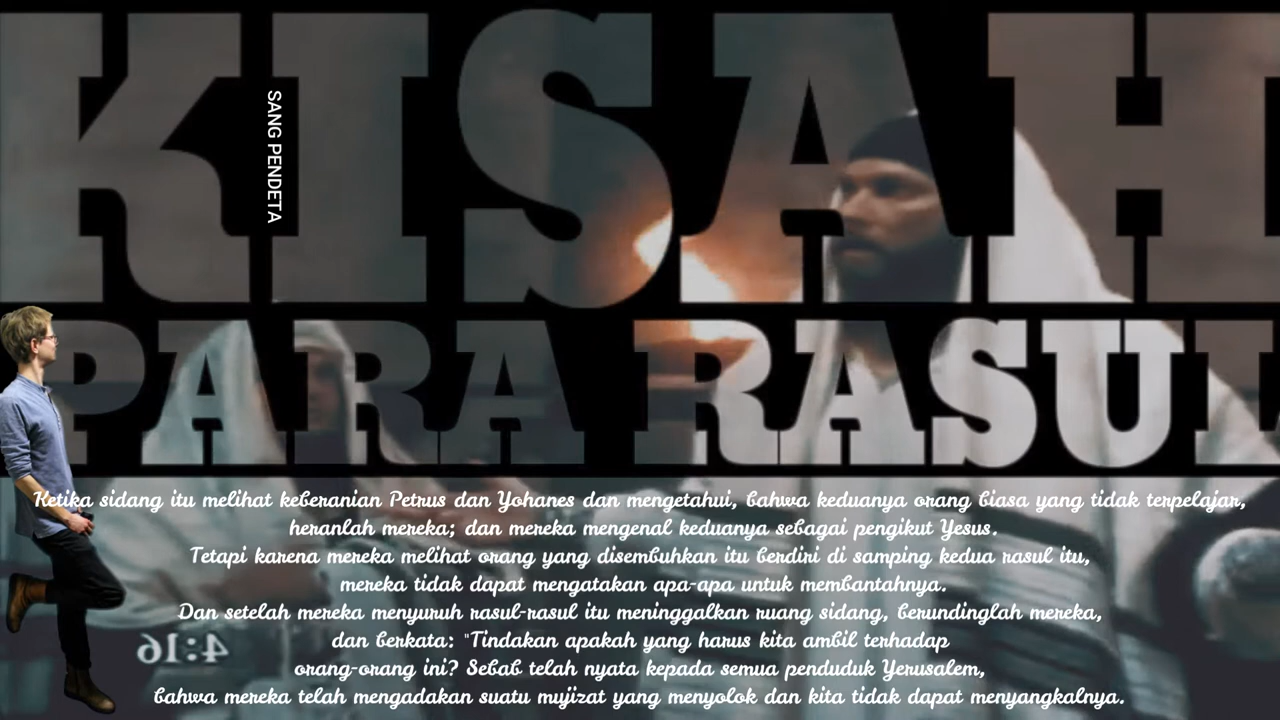 KISAH
SANG PENDETA
PARA RASUL
Ketika sidang itu melihat keberanian Petrus dan Yohanes dan mengetahui, bahwa keduanya orang biasa yang tidak terpelajar,
heranlah mereka; dan mereka mengenal keduanya sebagai pengikut Yesus.
Tetapi karena mereka melihat orang yang disembuhkan itu berdiri di samping kedua rasul itu,
mereka tidak dapat mengatakan apa-apa untuk membantahnya.
Dan setelah mereka menyuruh rasul-rasul itu meninggalkan ruang sidang, berundinglah mereka,
dan berkata: "Tindakan apakah yang harus kita ambil terhadap
orang-orang ini? Sebab telah nyata kepada semua penduduk Yerusalem,
bahwa mereka telah mengadakan suatu mujizat yang menyolok dan kita tidak dapat menyangkalnya.
4:16